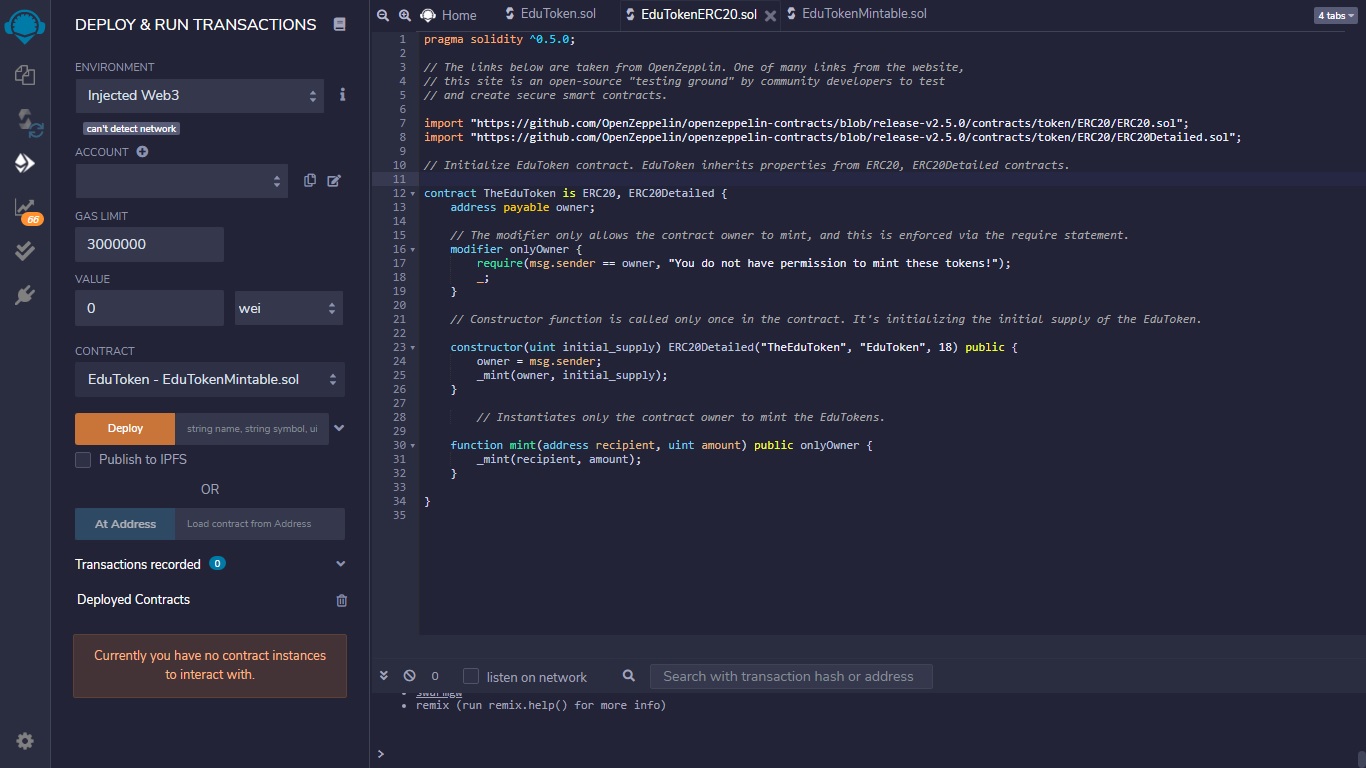 DEPLOY & RUN TRANSACTIONS
ENVIRONMENT
Injected Web3
can't detect network
ACCOUNT
GAS LIMIT
66
3000000
VALUE
0
wei
CONTRACT
EduToken - EduTokenMintable.sol
Deploy
string name, string symbol, ui
Publish to IPFS
OR
At Address
Load contract from Address
Transactions recorded 0
Deployed Contracts
Currently you have no contract instances
to interact with.
Home
EduToken.sol
EduTokenERC20.sol
EduTokenMintable.sol
4 tabs
1 pragma solidity ^0.5.0;
2
3 // The links below are taken from OpenZepplin. One of many links from the website,
4 // this site is an open-source "testing ground" by community developers to test
5 // and create secure smart contracts.
6
7 import "https://github.com/OpenZeppelin/openzeppelin-contracts/blob/release-v2.5.0/contracts/token/ERC20/ERC20.sol";
8 import "https://github.com/OpenZeppelin/openzeppelin-contracts/blob/release-v2.5.0/contracts/token/ERC20/ERC20Detailed.sol";
9
10 // Initialize EduToken contract. EduToken inherits properties from ERC20, ERC20Detailed contracts.
11
12 contract TheEduToken is ERC20, ERC20Detailed {
13 address payable owner;
14
15 // The modifier only allows the contract owner to mint, and this is enforced via the require statement.
16 modifier onlyOwner {
17 require(msg.sender == owner, "You do not have permission to mint these tokens!");
18 _;
19 }
20
21 // Constructor function is called only once in the contract. It's initializing the initial supply of the EduToken.
22
23 constructor(uint initial_supply) ERC20Detailed("TheEduToken", "EduToken", 18) public {
24 owner = msg.sender;
25 _mint(owner, initial_supply);
26 }
27
28 // Instantiates only the contract owner to mint the EduTokens.
29
30 function mint(address recipient, uint amount) public onlyOwner {
31 _mint(recipient, amount);
32 }
33
34 }
35
0
listen on network
Search with transaction hash or address
swarmgw
remix (run remix.help() for more info)
>